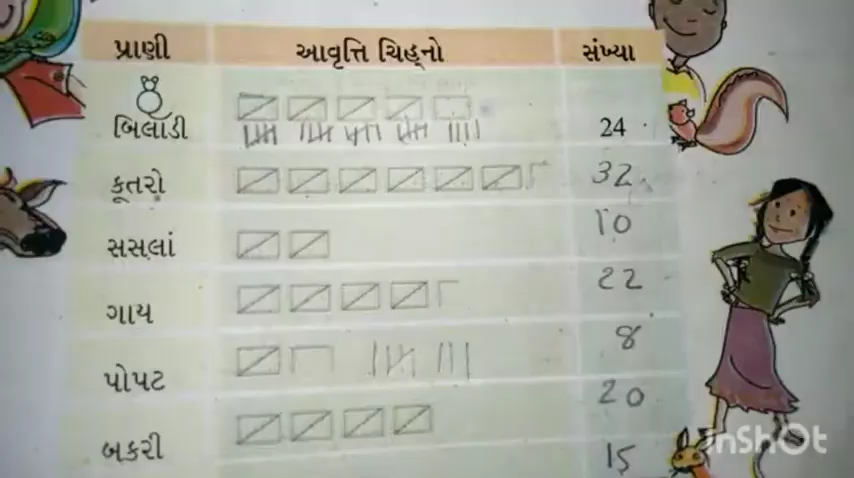 પ્રાણી આવૃત્તિ ચિહ્નો સંખ્યા
બિલાડી 24
કૂતરો 32
સસલાં 10
ગાય 22
પોપટ 8
બકરી 20
15
InShOt